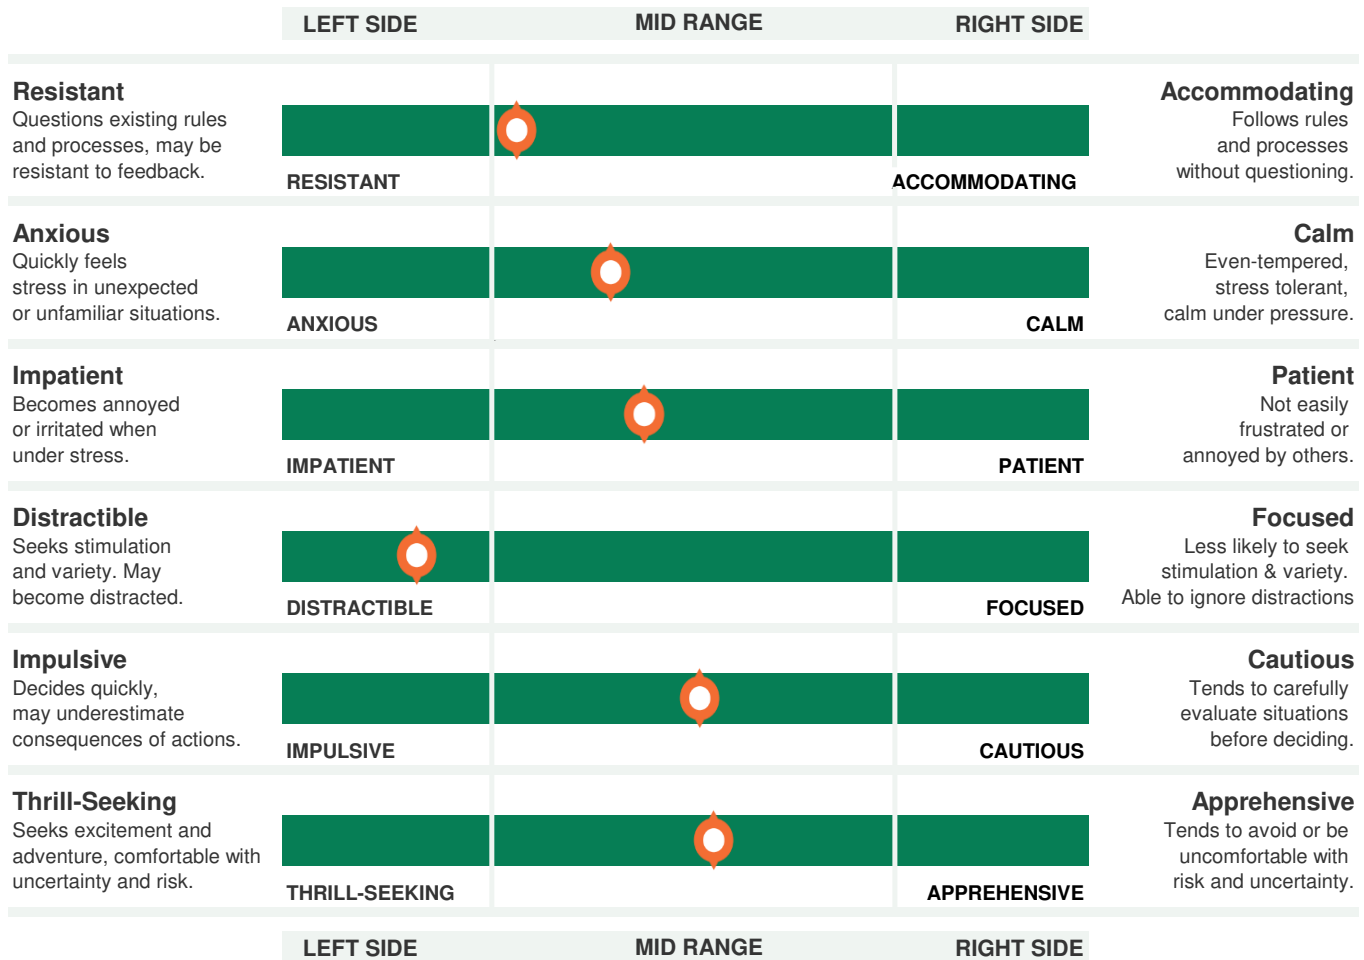 LEFT SIDE MID RANGE RIGHT SIDE
Resistant
Questions existing rules
and processes, may be
resistant to feedback.
RESISTANT ACCOMMODATING
Accommodating
Follows rules
and processes
without questioning.
Anxious
Quickly feels
stress in unexpected
or unfamiliar situations.
ANXIOUS CALM
Calm
Even-tempered,
stress tolerant,
calm under pressure.
Impatient
Becomes annoyed
or irritated when
under stress.
IMPATIENT PATIENT
Patient
Not easily
frustrated or
annoyed by others.
Distractible
Seeks stimulation
and variety. May
become distracted.
DISTRACTIBLE FOCUSED
Focused
Less likely to seek
stimulation & variety.
Able to ignore distractions
Impulsive
Decides quickly,
may underestimate
consequences of actions.
IMPULSIVE CAUTIOUS
Cautious
Tends to carefully
evaluate situations
before deciding.
Thrill-Seeking
Seeks excitement and
adventure, comfortable with
uncertainty and risk.
THRILL-SEEKING APPREHENSIVE
Apprehensive
Tends to avoid or be
uncomfortable with
risk and uncertainty.
LEFT SIDE MID RANGE RIGHT SIDE